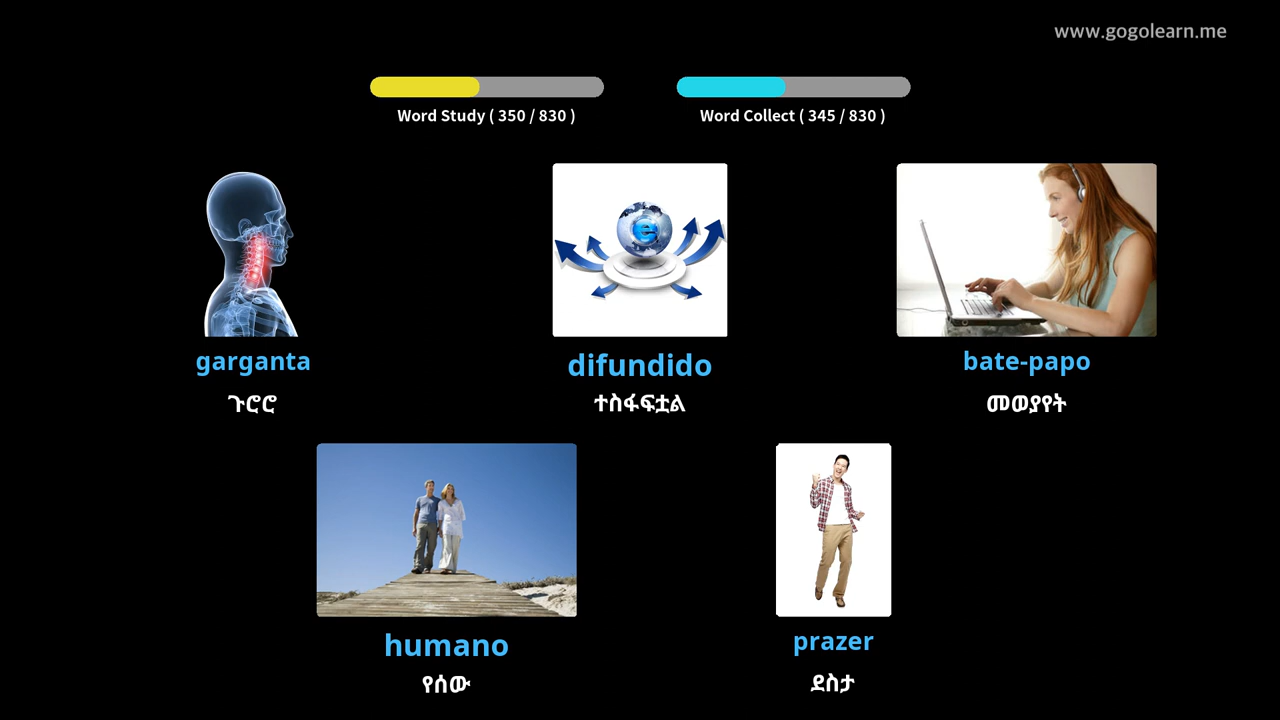 www.gogolearn.me
Word Study ( 350 / 830 )
Word Collect ( 345 / 830 )
e
garganta
ጉሮሮ
difundido
ተስፋፍቷል
bate-papo
መወያየት
humano
የሰው
prazer
ደስታ